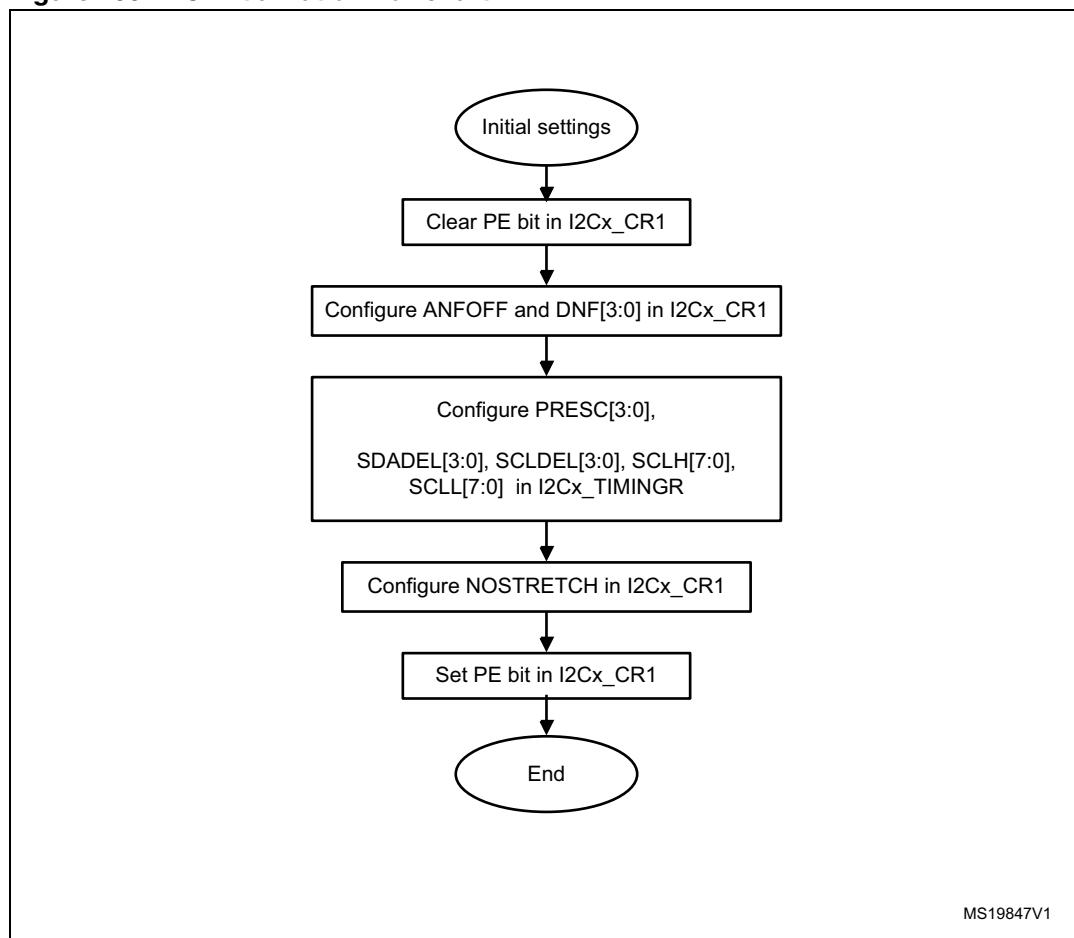 Initial settings
Clear PE bit in I2Cx_CR1
Configure ANFOFF and DNF[3:0] in I2Cx_CR1
Configure PRESC[3:0],
SDADEL[3:0], SCLDEL[3:0], SCLH[7:0],
SCLL[7:0] in I2Cx_TIMINGR
Configure NOSTRETCH in I2Cx_CR1
Set PE bit in I2Cx_CR1
End
MS19847V1